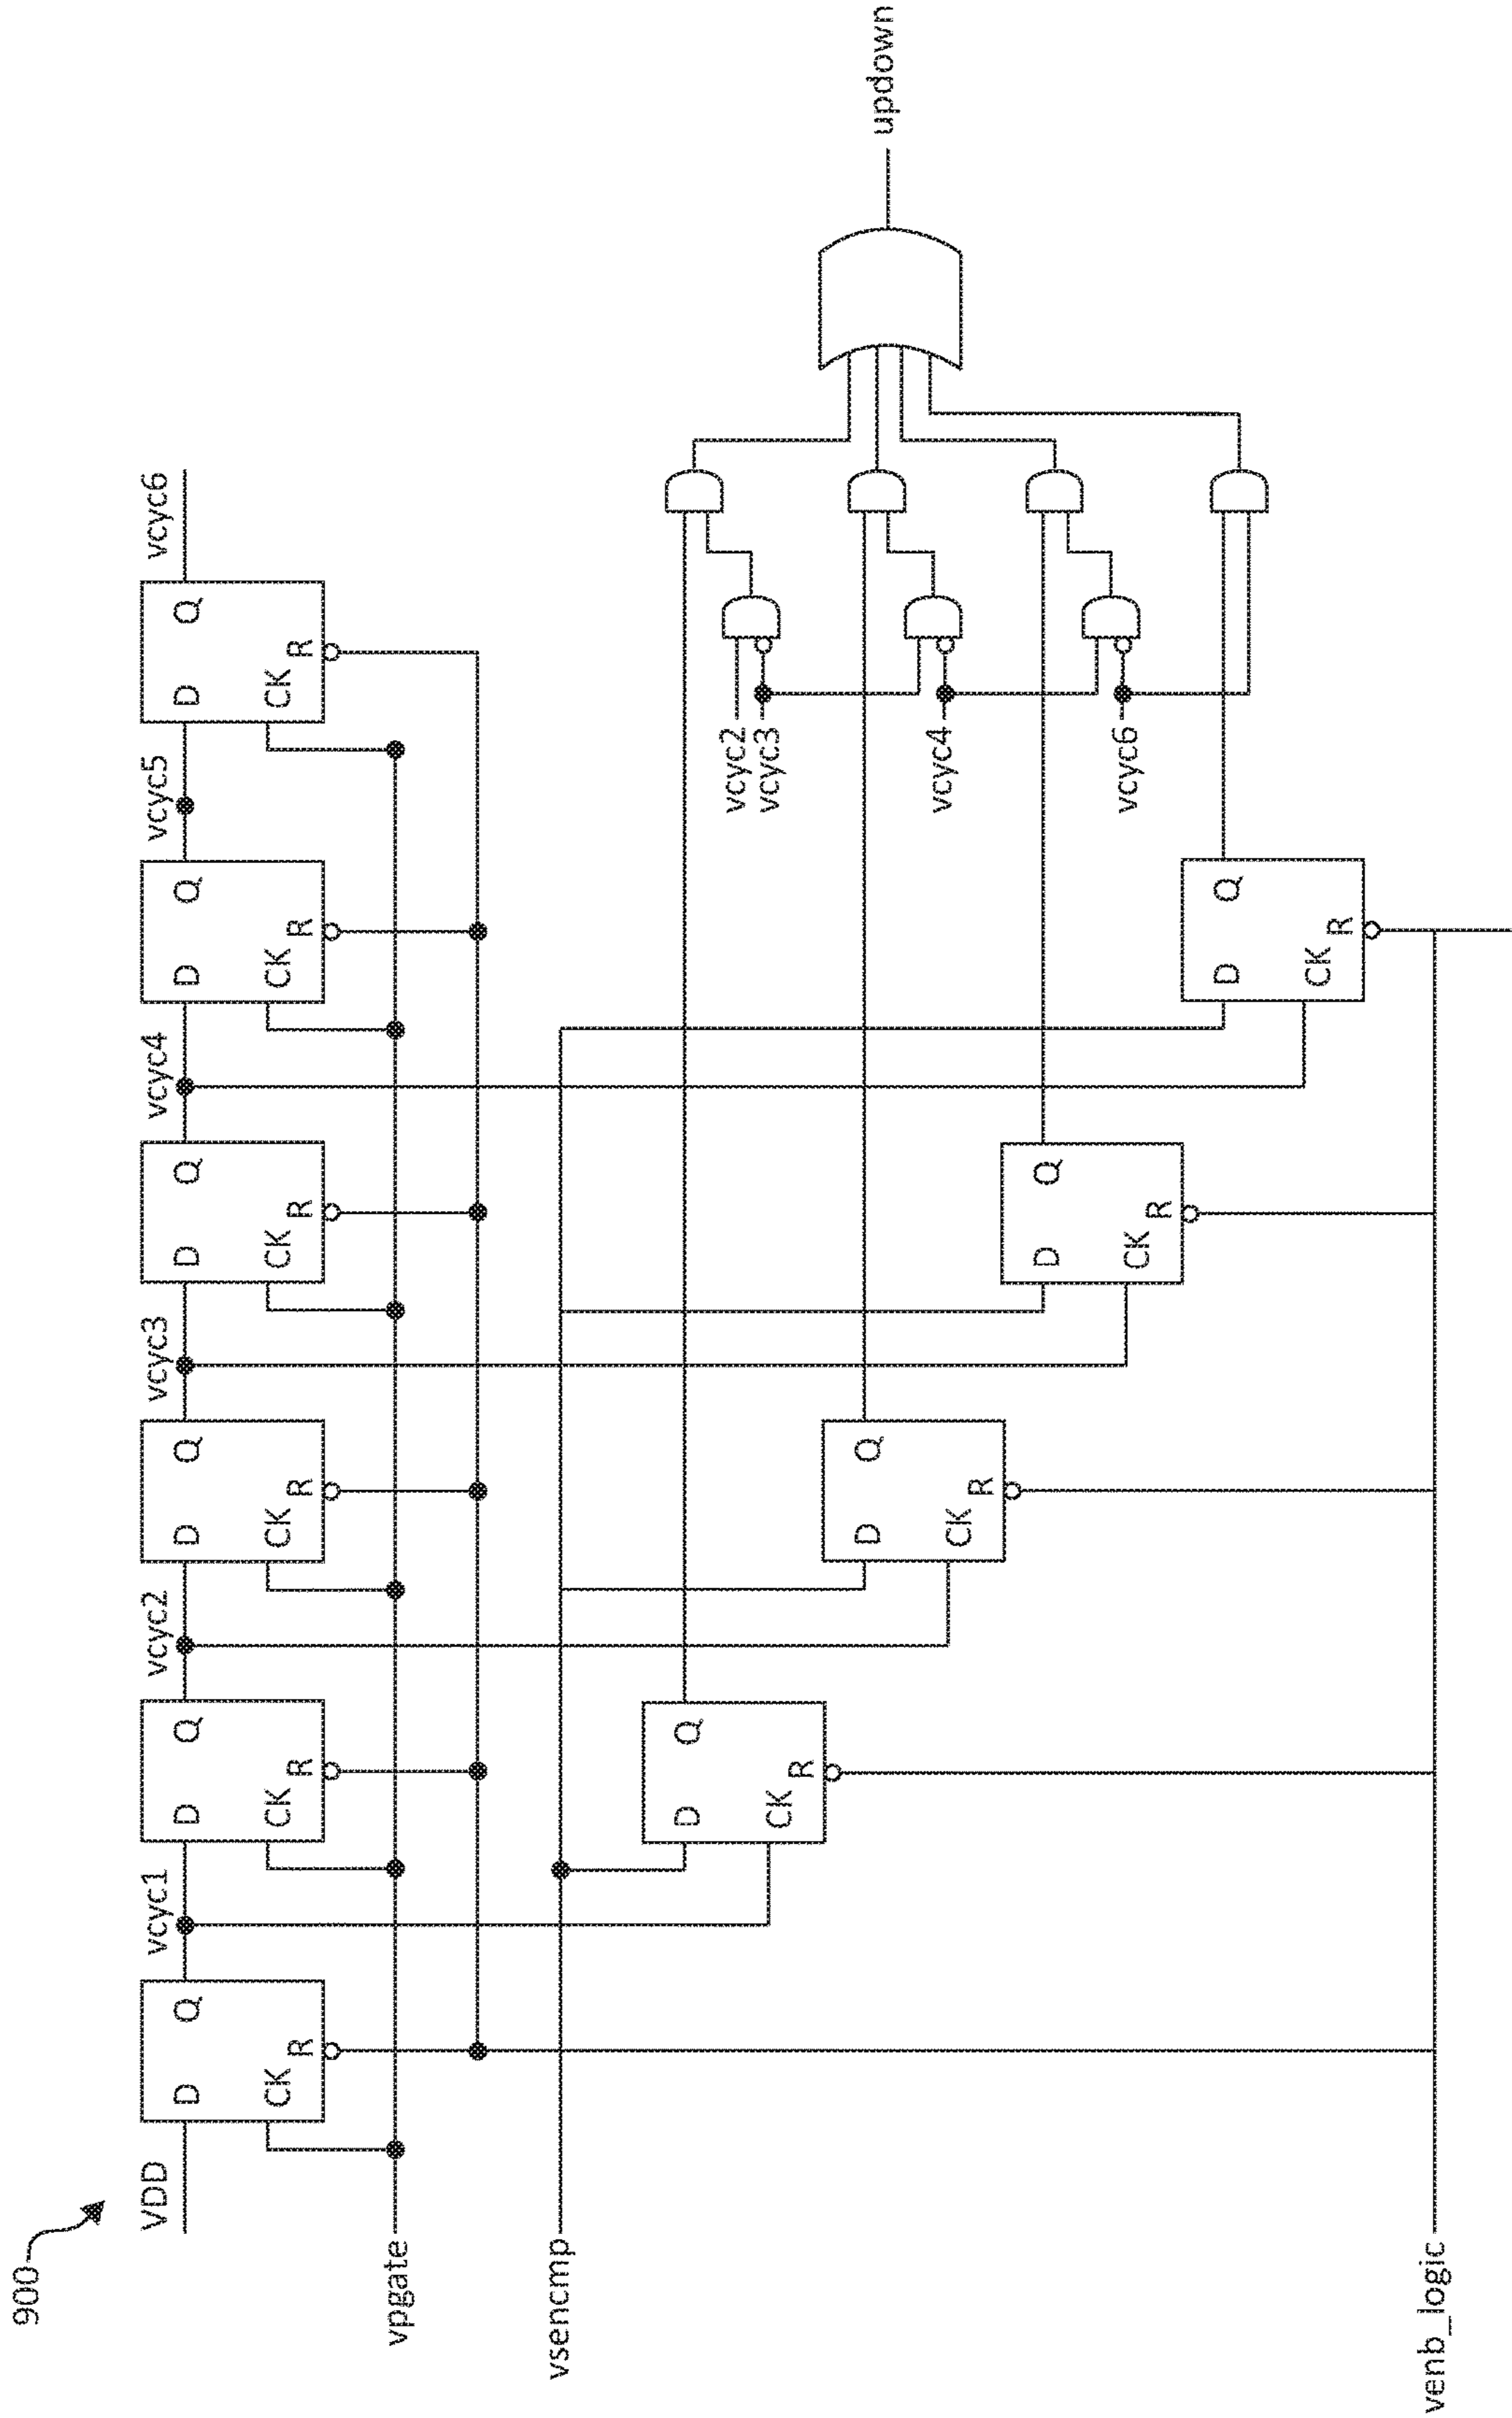 900
VDD
vcyc1
vcyc2
vcyc3
vcyc4
vcyc5
vcyc6
D Q
CK
R
D Q
CK
R
D Q
CK
R
D Q
CK
R
D Q
CK
R
D Q
CK
R
vpgate
vsencmp
D Q
CK
R
vcyc2
vcyc3
D Q
CK
R
vcyc4
updown
D Q
CK
R
vcyc6
D Q
CK
R
venb_logic